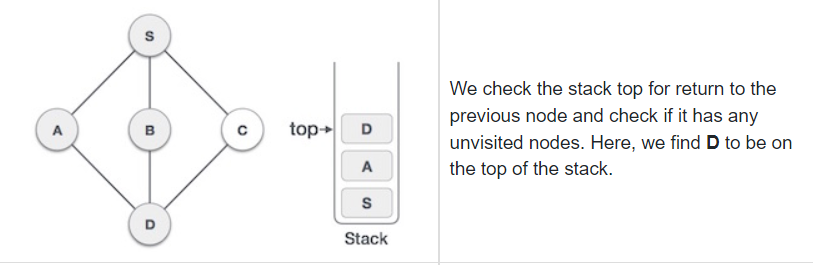 S
A
B
C
D
top→
D
A
S
Stack
We check the stack top for return to the
previous node and check if it has any
unvisited nodes. Here, we find D to be on
the top of the stack.